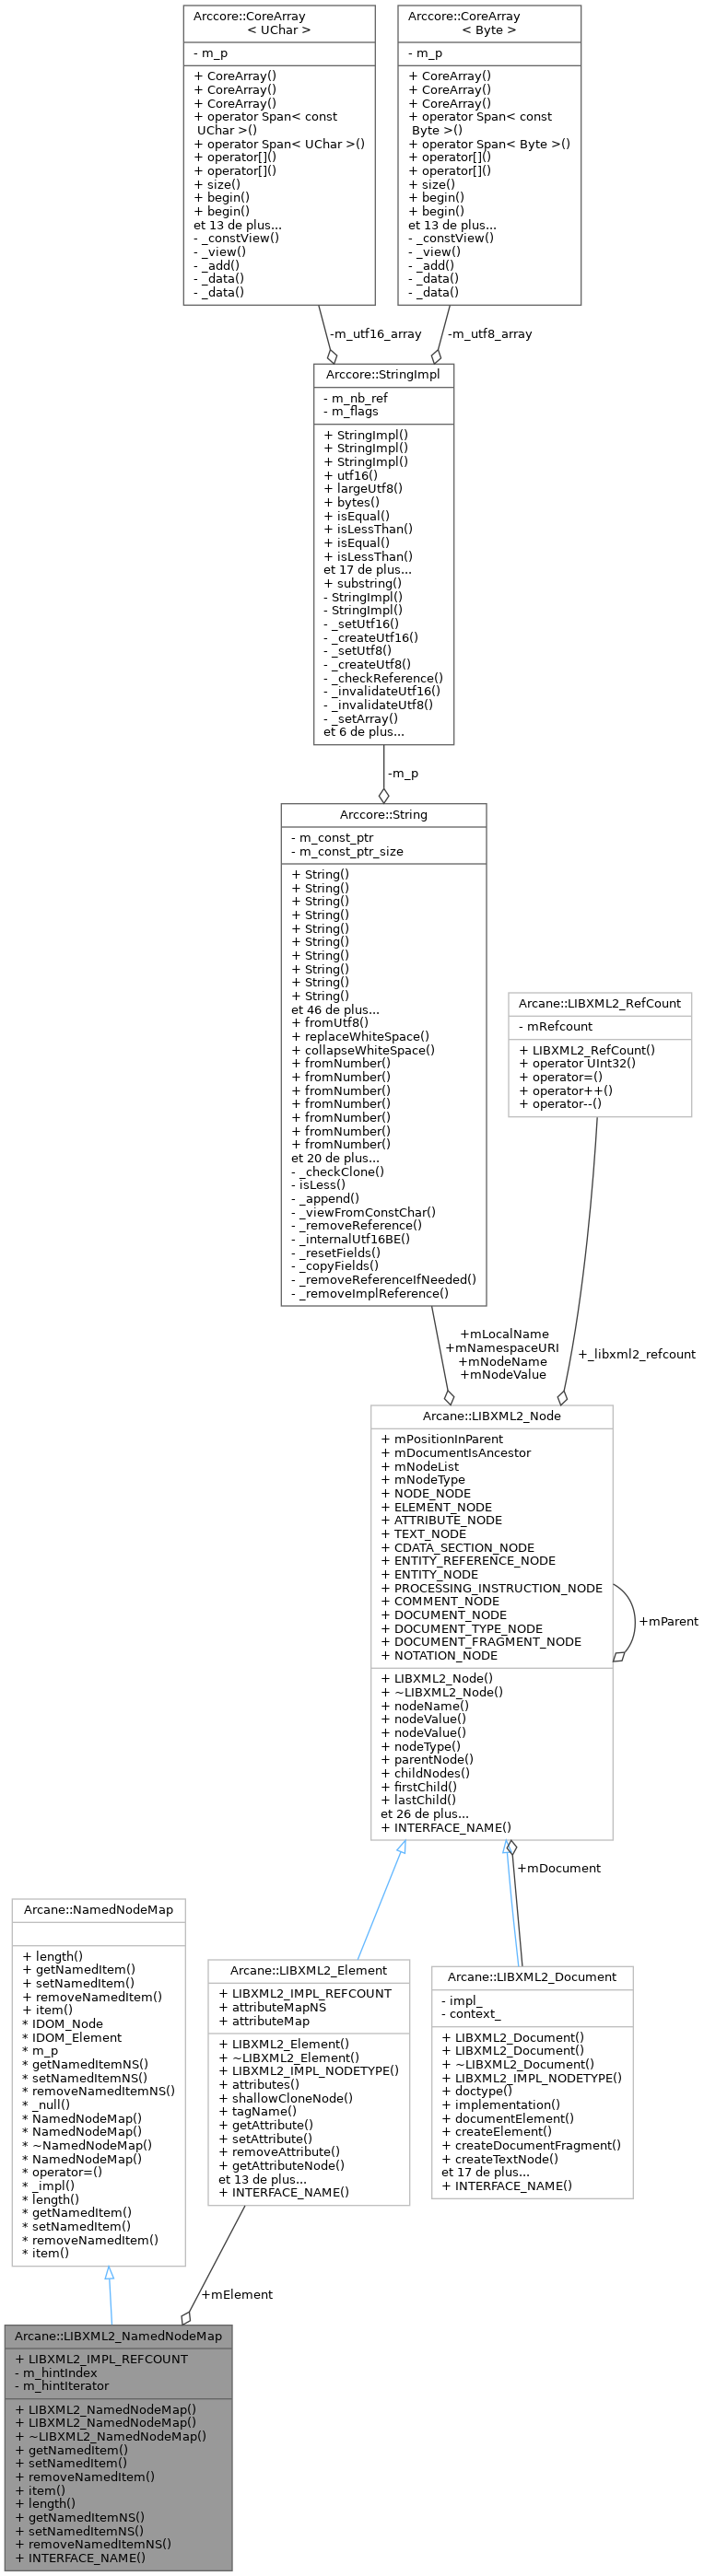 Arccore::CoreArray
< UChar >
- m_p
+ CoreArray()
+ CoreArray()
+ CoreArray()
+ operator Span< const
UChar >()
+ operator Span< UChar >()
+ operator[]()
+ operator[]()
+ size()
+ begin()
+ begin()
et 13 de plus...
- _constView()
- _view()
- _add()
- _data()
- _data()
Arccore::CoreArray
< Byte >
- m_p
+ CoreArray()
+ CoreArray()
+ CoreArray()
+ operator Span< const
Byte >()
+ operator Span< Byte >()
+ operator[]()
+ operator[]()
+ size()
+ begin()
+ begin()
et 13 de plus...
- _constView()
- _view()
- _add()
- _data()
- _data()
-m_utf16_array
-m_utf8_array
Arccore::StringImpl
- m_nb_ref
- m_flags
+ StringImpl()
+ StringImpl()
+ StringImpl()
+ utf16()
+ largeUtf8()
+ bytes()
+ isEqual()
+ isLessThan()
+ isEqual()
+ isLessThan()
et 17 de plus...
+ substring()
- StringImpl()
- StringImpl()
- _setUtf16()
- _createUtf16()
- _setUtf8()
- _createUtf8()
- _checkReference()
- _invalidateUtf16()
- _invalidateUtf8()
- _setArray()
et 6 de plus...
-m_p
Arccore::String
- m_const_ptr
- m_const_ptr_size
+ String()
+ String()
+ String()
+ String()
+ String()
+ String()
+ String()
+ String()
+ String()
+ String()
et 46 de plus...
+ fromUtf8()
+ replaceWhiteSpace()
+ collapseWhiteSpace()
+ fromNumber()
+ fromNumber()
+ fromNumber()
+ fromNumber()
+ fromNumber()
+ fromNumber()
+ fromNumber()
et 20 de plus...
- _checkClone()
- isLess()
- _append()
- _viewFromConstChar()
- _removeReference()
- _internalUtf16BE()
- _resetFields()
- _copyFields()
- _removeReferenceIfNeeded()
- _removeImplReference()
Arcane::LIBXML2_RefCount
- mRefcount
+ LIBXML2_RefCount()
+ operator UInt32()
+ operator=()
+ operator++()
+ operator--()
+mLocalName
+mNamespaceURI
+mNodeName
+mNodeValue
+_libxml2_refcount
Arcane::LIBXML2_Node
+ mPositionInParent
+ mDocumentIsAncestor
+ mNodeList
+ mNodeType
+ NODE_NODE
+ ELEMENT_NODE
+ ATTRIBUTE_NODE
+ TEXT_NODE
+ CDATA_SECTION_NODE
+ ENTITY_REFERENCE_NODE
+ ENTITY_NODE
+ PROCESSING_INSTRUCTION_NODE
+ COMMENT_NODE
+ DOCUMENT_NODE
+ DOCUMENT_TYPE_NODE
+ DOCUMENT_FRAGMENT_NODE
+ NOTATION_NODE
+ LIBXML2_Node()
+ ~LIBXML2_Node()
+ nodeName()
+ nodeValue()
+ nodeValue()
+ nodeType()
+ parentNode()
+ childNodes()
+ firstChild()
+ lastChild()
et 26 de plus...
+ INTERFACE_NAME()
+mParent
+mDocument
Arcane::NamedNodeMap
+ length()
+ getNamedItem()
+ setNamedItem()
+ removeNamedItem()
+ item()
* IDOM_Node
* IDOM_Element
* m_p
* getNamedItemNS()
* setNamedItemNS()
* removeNamedItemNS()
* _null()
* NamedNodeMap()
* NamedNodeMap()
* ~NamedNodeMap()
* NamedNodeMap()
* operator=()
* _impl()
* length()
* getNamedItem()
* setNamedItem()
* removeNamedItem()
* item()
Arcane::LIBXML2_Element
+ LIBXML2_IMPL_REFCOUNT
+ attributeMapNS
+ attributeMap
+ LIBXML2_Element()
+ ~LIBXML2_Element()
+ LIBXML2_IMPL_NODETYPE()
+ attributes()
+ shallowCloneNode()
+ tagName()
+ getAttribute()
+ setAttribute()
+ removeAttribute()
+ getAttributeNode()
et 13 de plus...
+ INTERFACE_NAME()
Arcane::LIBXML2_Document
- impl_
- context_
+ LIBXML2_Document()
+ LIBXML2_Document()
+ ~LIBXML2_Document()
+ LIBXML2_IMPL_NODETYPE()
+ doctype()
+ implementation()
+ documentElement()
+ createElement()
+ createDocumentFragment()
+ createTextNode()
et 17 de plus...
+ INTERFACE_NAME()
+mElement
Arcane::LIBXML2_NamedNodeMap
+ LIBXML2_IMPL_REFCOUNT
- m_hintIndex
- m_hintIterator
+ LIBXML2_NamedNodeMap()
+ LIBXML2_NamedNodeMap()
+ ~LIBXML2_NamedNodeMap()
+ getNamedItem()
+ setNamedItem()
+ removeNamedItem()
+ item()
+ length()
+ getNamedItemNS()
+ setNamedItemNS()
+ removeNamedItemNS()
+ INTERFACE_NAME()